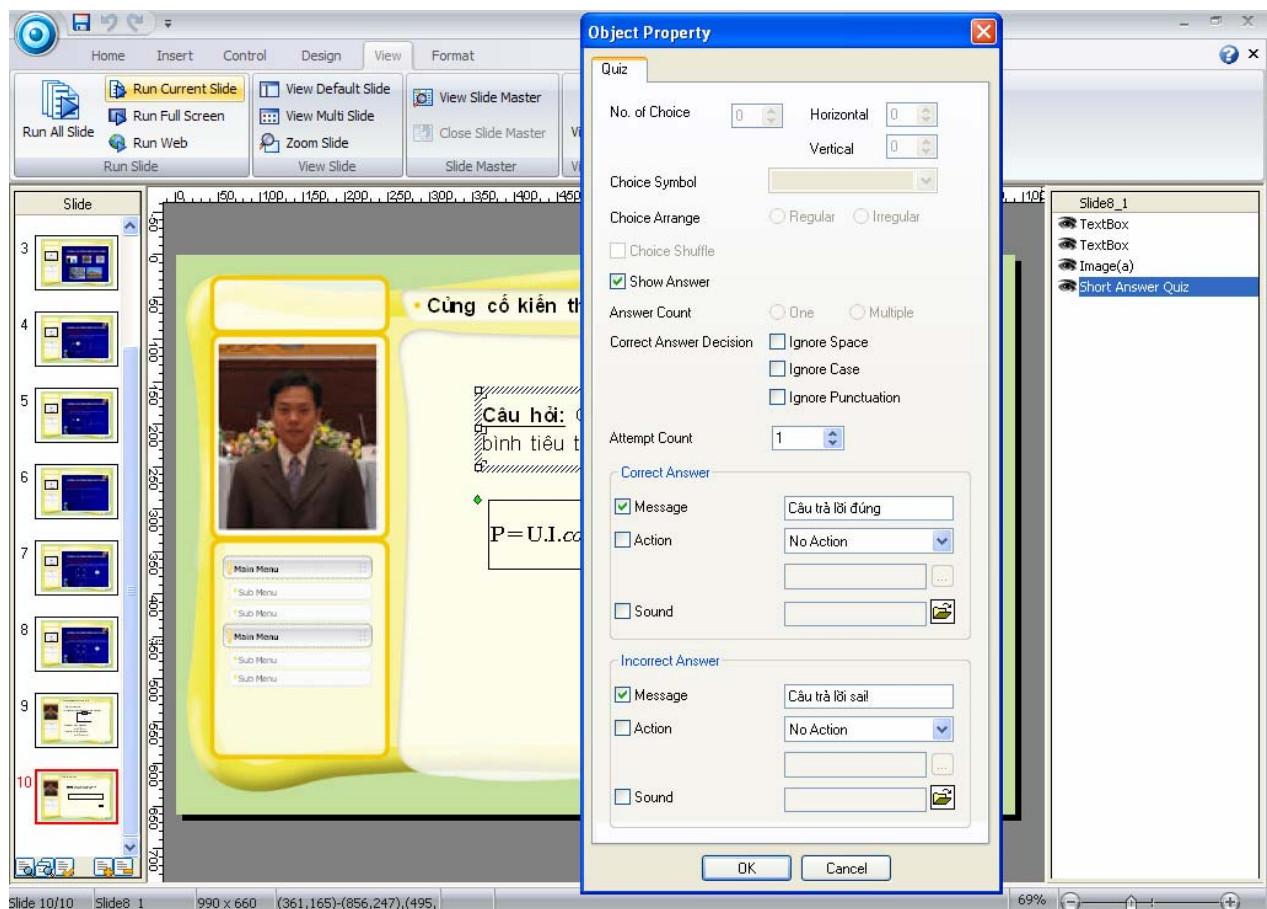 Object Property
Home Insert Control Design View Format
Run All Slide
Run Current Slide
Run Full Screen
Run Web
Run Slide
View Default Slide
View Multi Slide
Zoom Slide
View Slide
View Slide Master
Close Slide Master
Slide Master
Slide
3
4
5
6
7
8
9
10
• Củng cố kiến th
Câu hỏi:
bình tiêu t
P=U.I.co
Main Menu
Sub Menu
Sub Menu
Main Menu
Sub Menu
Sub Menu
Quiz
No. of Choice 0 Horizontal 0
Vertical 0
Choice Symbol
Choice Arrange Regular Irregular
Choice Shuffle
Show Answer
Answer Count One Multiple
Correct Answer Decision Ignore Space
Ignore Case
Ignore Punctuation
Attempt Count 1
Correct Answer
Message Câu trả lời đúng
Action No Action
...
Sound
Incorrect Answer
Message Câu trả lời sai!
Action No Action
...
Sound
OK Cancel
Slide8_1
TextBox
TextBox
Image(a)
Short Answer Quiz
Slide 10/10 Slide8_1 990 x 660 (361,165)-(856,247),(495, 69%